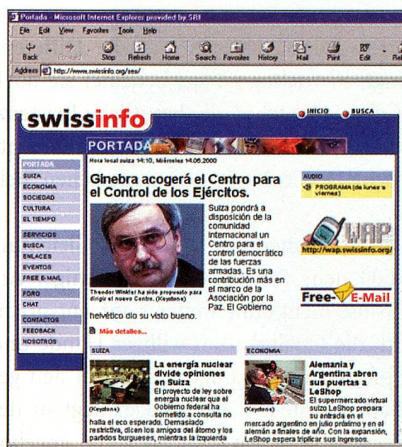 Portada - Microsoft Internet Explorer provided by SRI
File Edit View Favorites Tools Help
Back Stop Refresh Home Search Favorites History Mail Print Edit
Address http://www.swissinfo.org/ses/
swissinfo
INICIO BUSCA
PORTADA
PORTADA
SUIZA
ECONOMIA
SOCIEDAD
CULTURA
EL TIEMPO
SERVICIOS
BUSCA
ENLACES
EVENTOS
FREE E-MAIL
FORO
CHAT
CONTACTOS
FEEDBACK
NOSOTROS
Hora local suiza 14:10, Miércoles 14.06.2000
Ginebra acogerá el Centro para
el Control de los Ejércitos.
Suiza pondrá a
disposición de la
comunidad
internacional un
Centro para el
control democrático
de las fuerzas
armadas. Es una
contribución más en
el marco de la
Asociación por la
Paz. El Gobierno
helvético dio su visto bueno.
Theodor Winkler ha sido propuesto para
dirigir el nuevo Centro. (Keystone)
Más detalles...
AUDIO
PROGRAMA (de lunes a
viernes)
WAP
http://wap.swissinfo.org/
Free-E-Mail
SUIZA
La energía nuclear
divide opiniones
en Suiza
El proyecto de ley sobre
energía nuclear que el
Gobierno federal ha
sometido a consulta no
(Keystone)
halla el eco esperado. Demasiado
restrictiva, dicen los amigos del átomo y los
partidos burgueses, mientras la izquierda
ECONOMIA
Alemania y
Argentina abren
sus puertas a
LeShop
El supermercado virtual
suizo LeShop prepara
su entrada en el
(Keystone)
mercado argentino en julio próximo y en el
alemán a finales de año. Con la expansión,
LeShop espera triplicar sus ingresos.